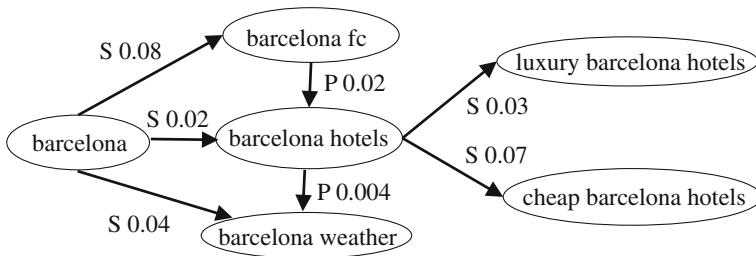 barcelona fc
S 0.08
luxury barcelona hotels
P 0.02
S 0.02
S 0.03
barcelona
barcelona hotels
S 0.07
P 0.004
cheap barcelona hotels
S 0.04
barcelona weather